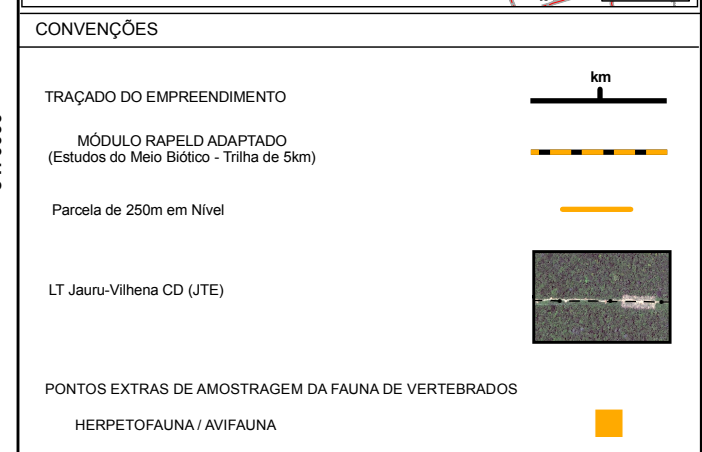 CONVENÇÕES
TRAÇADO DO EMPREENDIMENTO
km
MÓDULO RAPELD ADAPTADO
(Estudos do Meio Biótico - Trilha de 5km)
Parcela de 250m em Nível
LT Jauru-Vilhena CD (JTE)
PONTOS EXTRAS DE AMOSTRAGEM DA FAUNA DE VERTEBRADOS
HERPETOFAUNA / AVIFAUNA